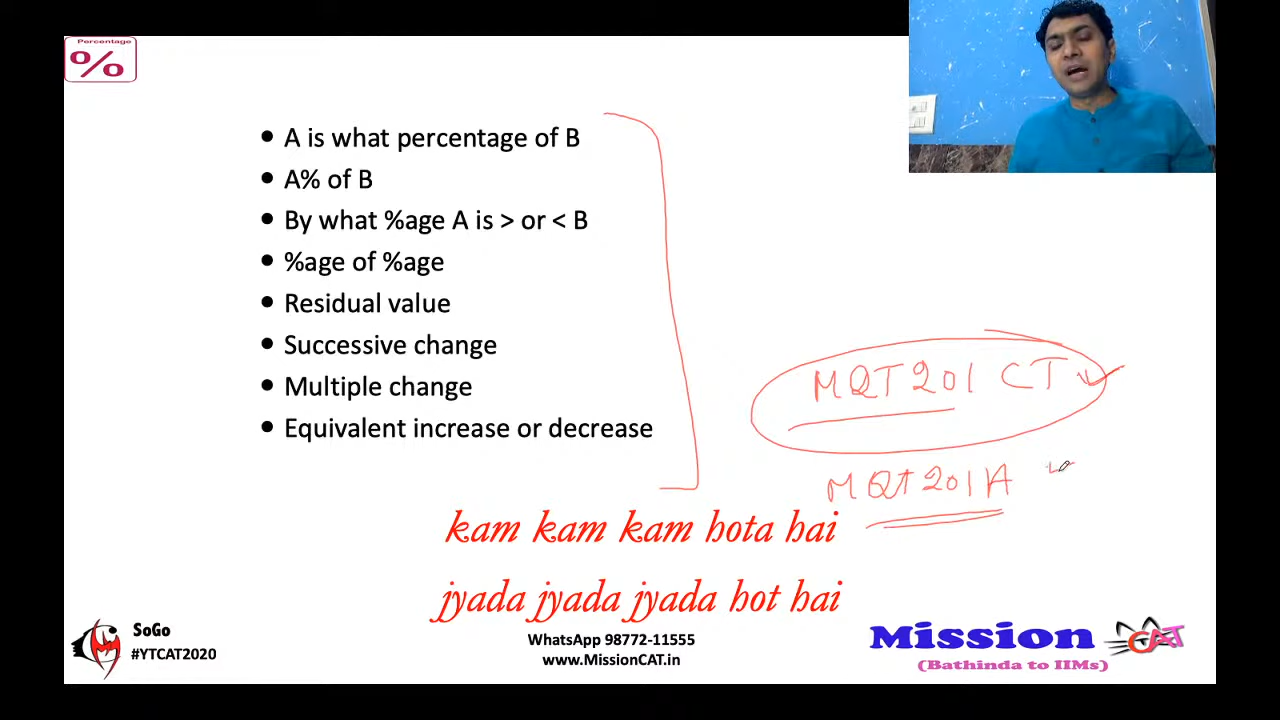 Percentage
%
A is what percentage of B
A% of B
By what %age A is > or < B
%age of %age
Residual value
Successive change
Multiple change
Equivalent increase or decrease
MQT201CT
MQT201A
kam kam kam hota hai
jyada jyada jyada hot hai
SoGo
#YTCAT2020
WhatsApp 98772-11555
www.MissionCAT.in
Mission CAT
(Bathinda to IIMs)